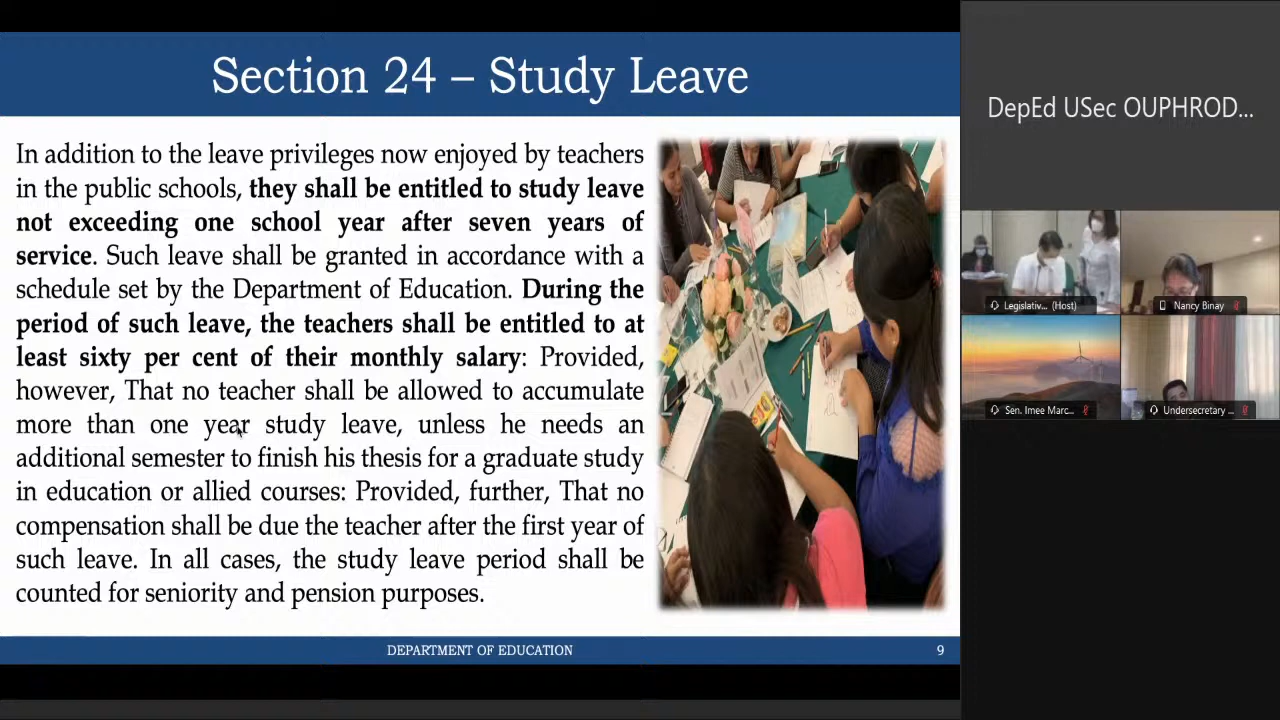 Section 24 – Study Leave
In addition to the leave privileges now enjoyed by teachers
in the public schools, they shall be entitled to study leave
not exceeding one school year after seven years of
service. Such leave shall be granted in accordance with a
schedule set by the Department of Education. During the
period of such leave, the teachers shall be entitled to at
least sixty per cent of their monthly salary: Provided,
however, That no teacher shall be allowed to accumulate
more than one year study leave, unless he needs an
additional semester to finish his thesis for a graduate study
in education or allied courses: Provided, further, That no
compensation shall be due the teacher after the first year of
such leave. In all cases, the study leave period shall be
counted for seniority and pension purposes.
DEPARTMENT OF EDUCATION
9
DepEd USec OUPHROD...
Legislativ... (Host)
Nancy Binay
Sen. Imee Marc...
Undersecretary ...